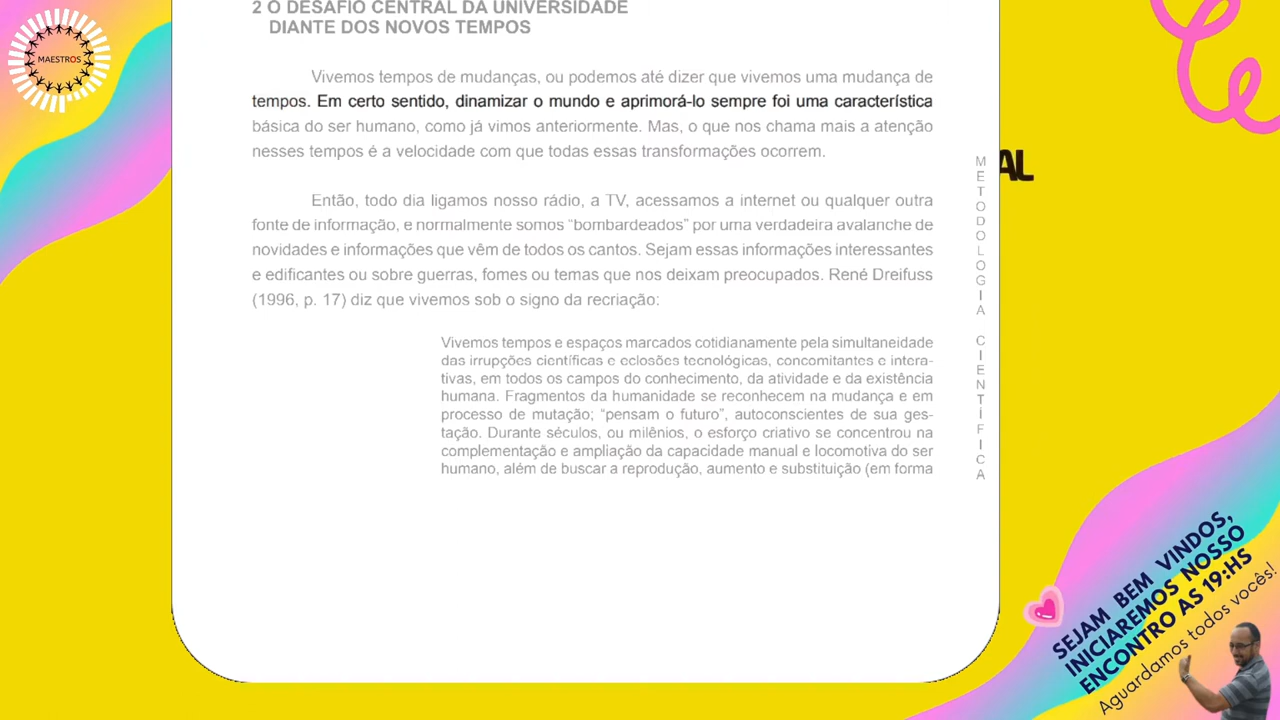 MAESTROS
2 O DESAFIO CENTRAL DA UNIVERSIDADE
DIANTE DOS NOVOS TEMPOS
Vivemos tempos de mudanças, ou podemos até dizer que vivemos uma mudança de
tempos. Em certo sentido, dinamizar o mundo e aprimorá-lo sempre foi uma característica
básica do ser humano, como já vimos anteriormente. Mas, o que nos chama mais a atenção
nesses tempos é a velocidade com que todas essas transformações ocorrem.
Então, todo dia ligamos nosso rádio, a TV, acessamos a internet ou qualquer outra
fonte de informação, e normalmente somos “bombardeados” por uma verdadeira avalanche de
novidades e informações que vêm de todos os cantos. Sejam essas informações interessantes
e edificantes ou sobre guerras, fomes ou temas que nos deixam preocupados. René Dreifuss
(1996, p. 17) diz que vivemos sob o signo da recriação:
Vivemos tempos e espaços marcados cotidianamente pela simultaneidade
das irrupções científicas e eclosões tecnológicas, concomitantes e intera-
tivas, em todos os campos do conhecimento, da atividade e da existência
humana. Fragmentos da humanidade se reconhecem na mudança e em
processo de mutação; “pensam o futuro”, autoconscientes de sua ges-
tação. Durante séculos, ou milênios, o esforço criativo se concentrou na
complementação e ampliação da capacidade manual e locomotiva do ser
humano, além de buscar a reprodução, aumento e substituição (em forma
METODOLOGIA CIENTÍFICA
AL
SEJAM BEM VINDOS,
INICIAREMOS NOSSO
ENCONTRO AS 19:HS
Aguardamos todos vocês!